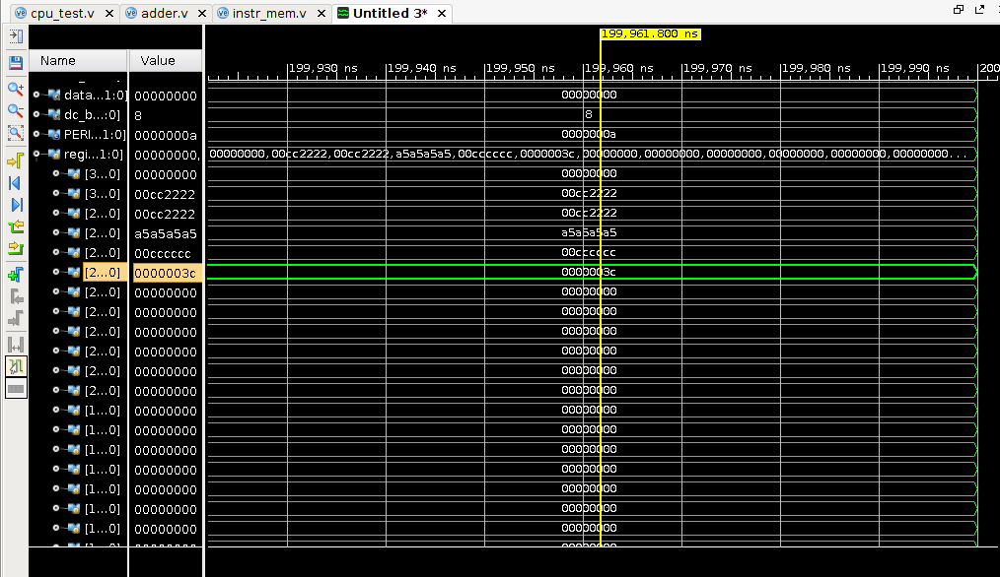 cpu_test.v adder.v instr_mem.v Untitled 3*
199,961.800 ns
Name Value
199,930 ns 199,940 ns 199,950 ns 199,960 ns 199,970 ns 199,980 ns 199,990 ns 200
data...1:0] 00000000 00000000
dc_b...:0] 8 8
PERI...1:0] 0000000a 0000000a
regi...1:0] 00000000, 00000000,00cc2222,00cc2222,a5a5a5a5,00cccccc,0000003c,00000000,00000000,00000000,00000000,00000000,00000000,...
[3...0] 00000000 00000000
[3...0] 00cc2222 00cc2222
[2...0] 00cc2222 00cc2222
[2...0] a5a5a5a5 a5a5a5a5
[2...0] 00cccccc 00cccccc
[2...0] 0000003c 0000003c
[2...0] 00000000 00000000
[2...0] 00000000 00000000
[2...0] 00000000 00000000
[2...0] 00000000 00000000
[2...0] 00000000 00000000
[2...0] 00000000 00000000
[1...0] 00000000 00000000
[1...0] 00000000 00000000
[1...0] 00000000 00000000
[1...0] 00000000 00000000
[1...0] 00000000 00000000
[1...0] 00000000 00000000
[1...0] 00000000 00000000